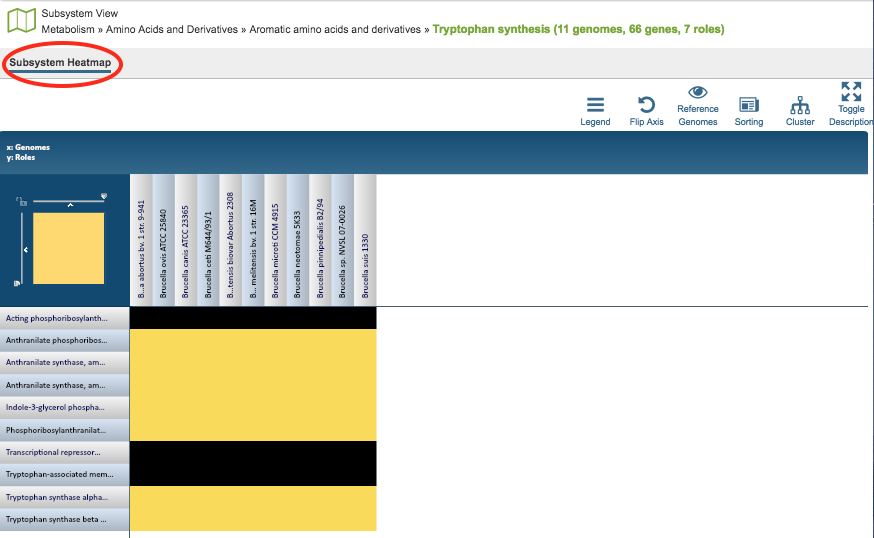 Subsystem View
Metabolism » Amino Acids and Derivatives » Aromatic amino acids and derivatives » Tryptophan synthesis (11 genomes, 66 genes, 7 roles)
Subsystem Heatmap
Legend
Flip Axis
Reference Genomes
Sorting
Cluster
Toggle Description
x: Genomes
y: Roles
B...a abortus bv. 1 str. 9-941
Brucella ovis ATCC 25840
Brucella canis ATCC 23365
Brucella ceti M644/93/1
B...tensis biovar Abortus 2308
B... melitensis bv. 1 str. 16M
Brucella microti CCM 4915
Brucella neotomae 5K33
Brucella pinnipedialis B2/94
Brucella sp. NVSL 07-0026
Brucella suis 1330
Acting phosphoribosylanth...
Anthranilate phosphoribos...
Anthranilate synthase, am...
Anthranilate synthase, am...
Indole-3-glycerol phospha...
Phosphoribosylanthranilat...
Transcriptional repressor...
Tryptophan-associated mem...
Tryptophan synthase alpha...
Tryptophan synthase beta ...